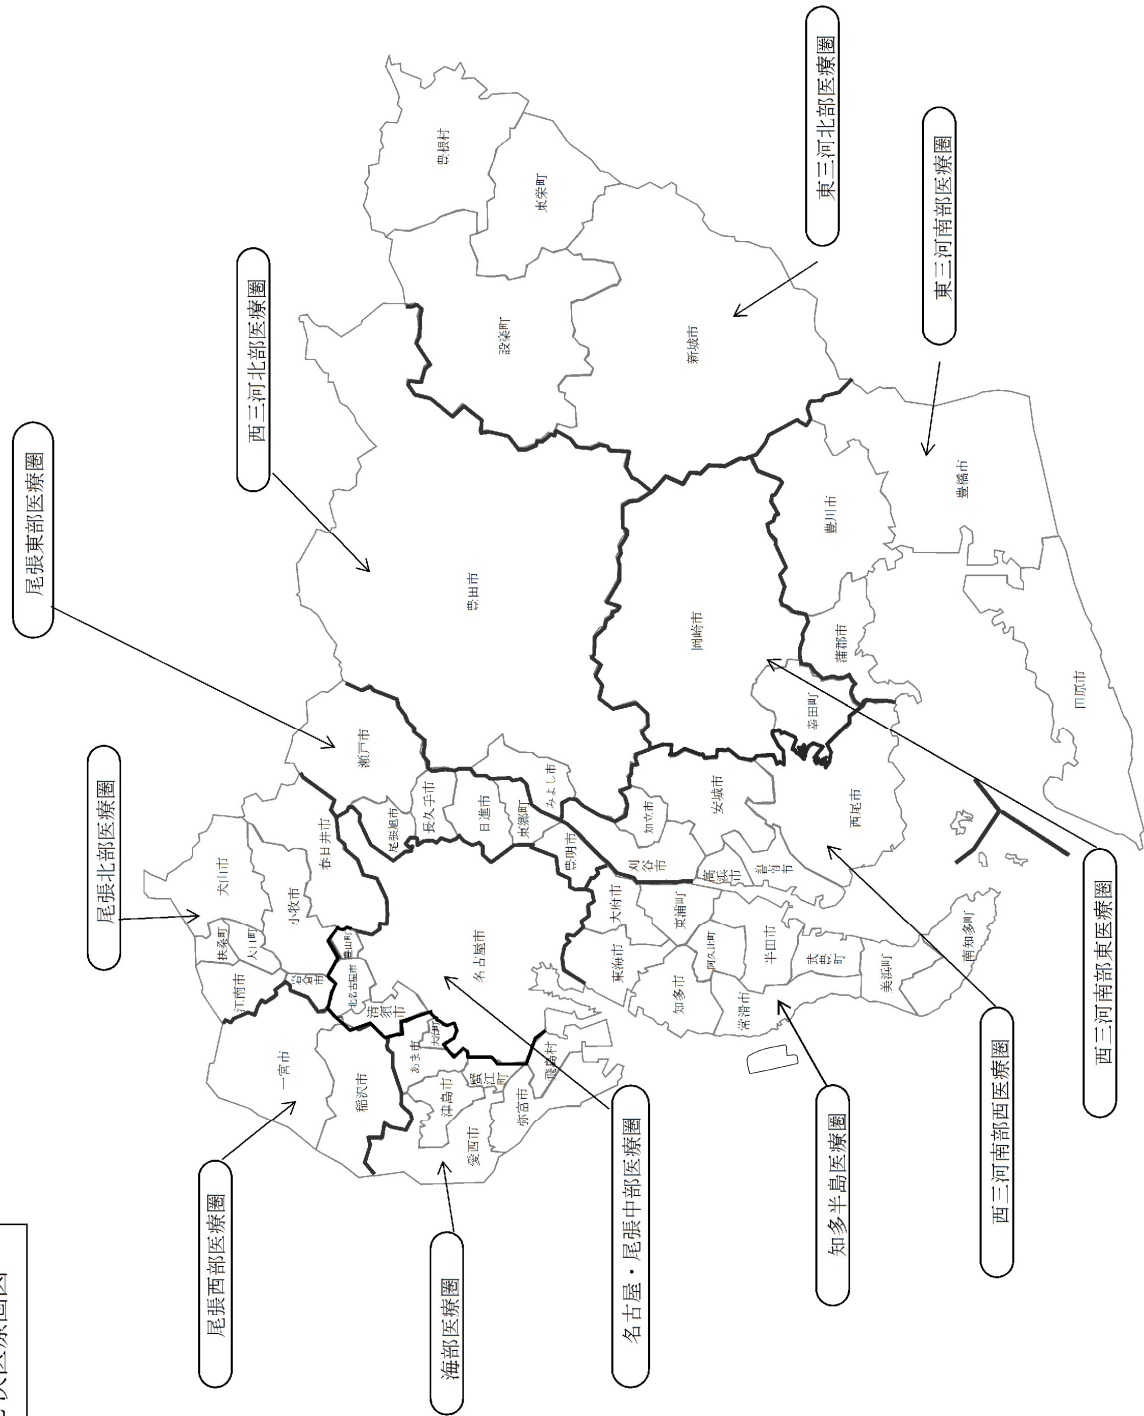 次医療圏図
尾張西部医療圏
尾張北部医療圏
尾張東部医療圏
西三河北部医療圏
東三河北部医療圏
東三河南部医療圏
海部医療圏
名古屋・尾張中部医療圏
知多半島医療圏
西三河南部西医療圏
西三河南部東医療圏
一宮市
稲沢市
江南市
扶桑町
大口町
犬山市
小牧市
岩倉市
春日井市
豊山町
北名古屋市
清須市
名古屋市
あま市
大治町
津島市
愛西市
蟹江町
弥富市
飛島村
瀬戸市
尾張旭市
長久手市
日進市
東郷町
豊明市
みよし市
豊田市
設楽町
豊根村
東栄町
新城市
岡崎市
幸田町
豊川市
蒲郡市
豊橋市
田原市
安城市
知立市
刈谷市
高浜市
碧南市
西尾市
大府市
東浦町
東海市
知多市
阿久比町
半田市
常滑市
武豊町
美浜町
南知多町